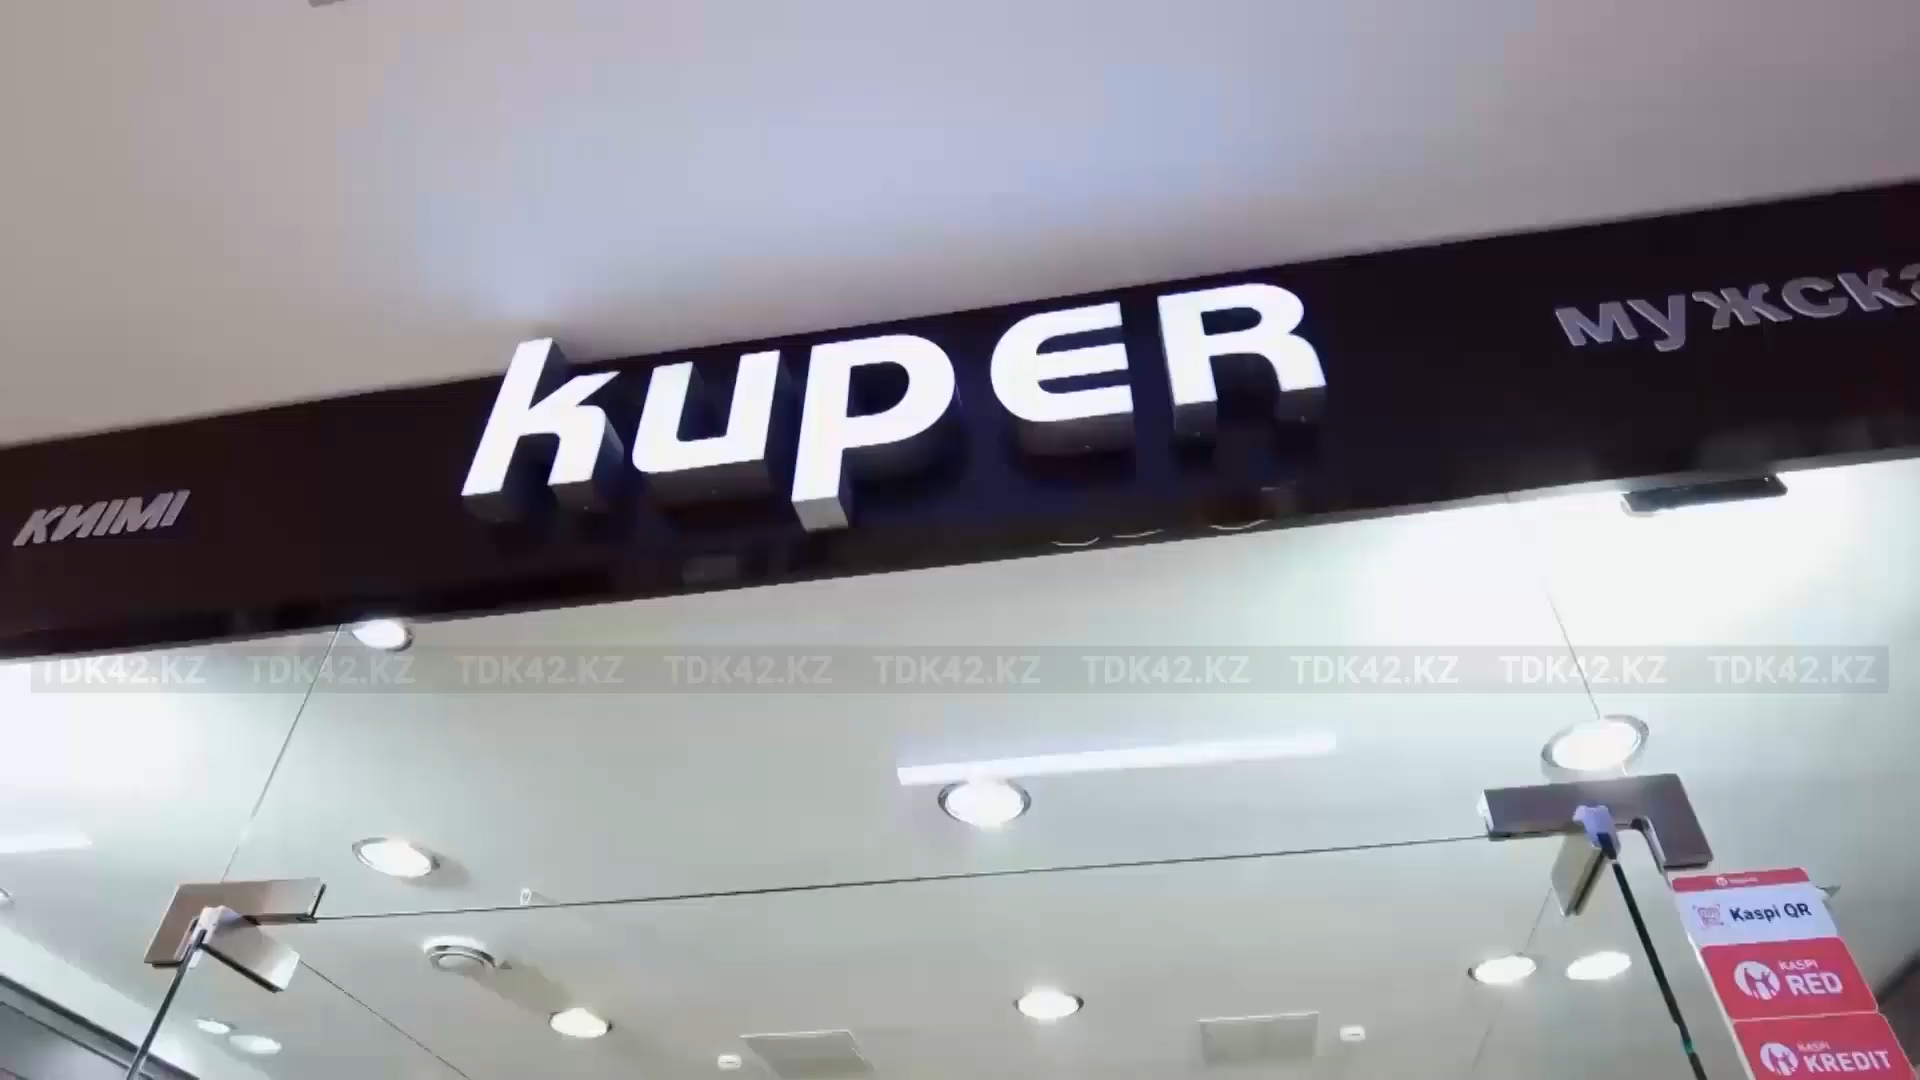 киімі
kupER
мужска
TDK42.KZ TDK42.KZ TDK42.KZ TDK42.KZ TDK42.KZ TDK42.KZ TDK42.KZ TDK42.KZ TDK42.KZ
Kaspi QR
KASPI
RED
KASPI
KREDIT